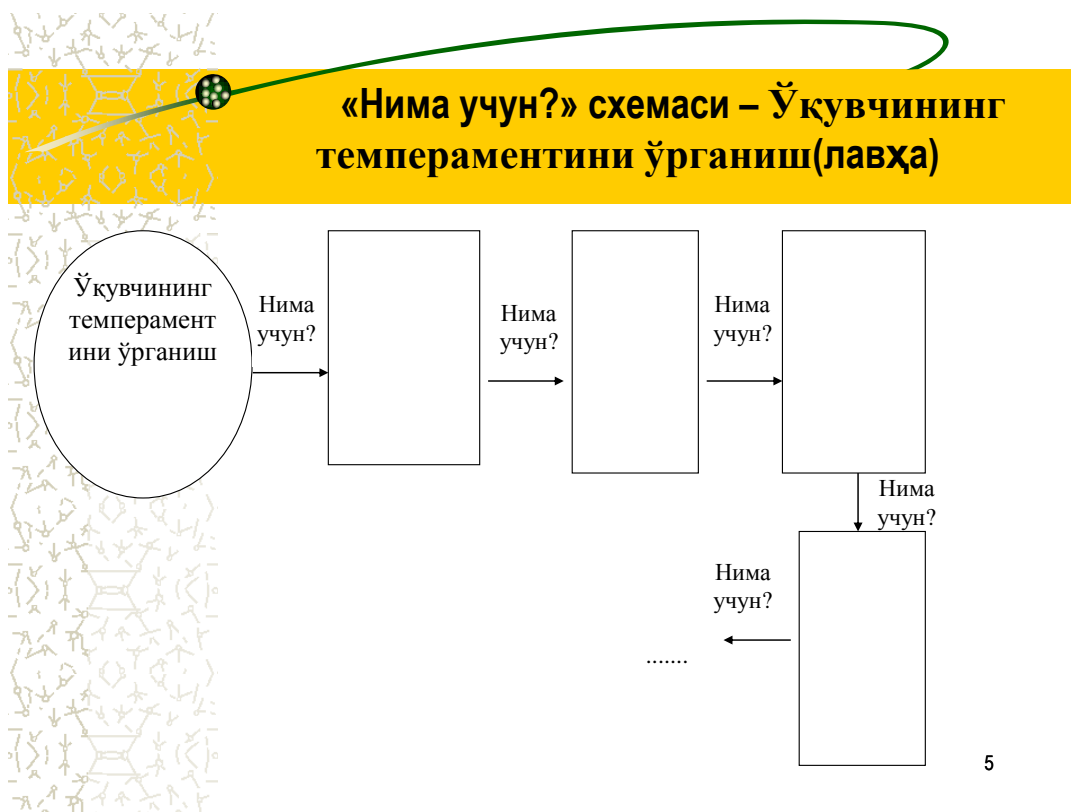 «Нима учун?» схемаси – Ўқувчининг
темпераментини ўрганиш(лавҳа)
Ўқувчининг
темперамент
ини ўрганиш
Нима
учун?
Нима
учун?
Нима
учун?
Нима
учун?
Нима
учун?
.......
5